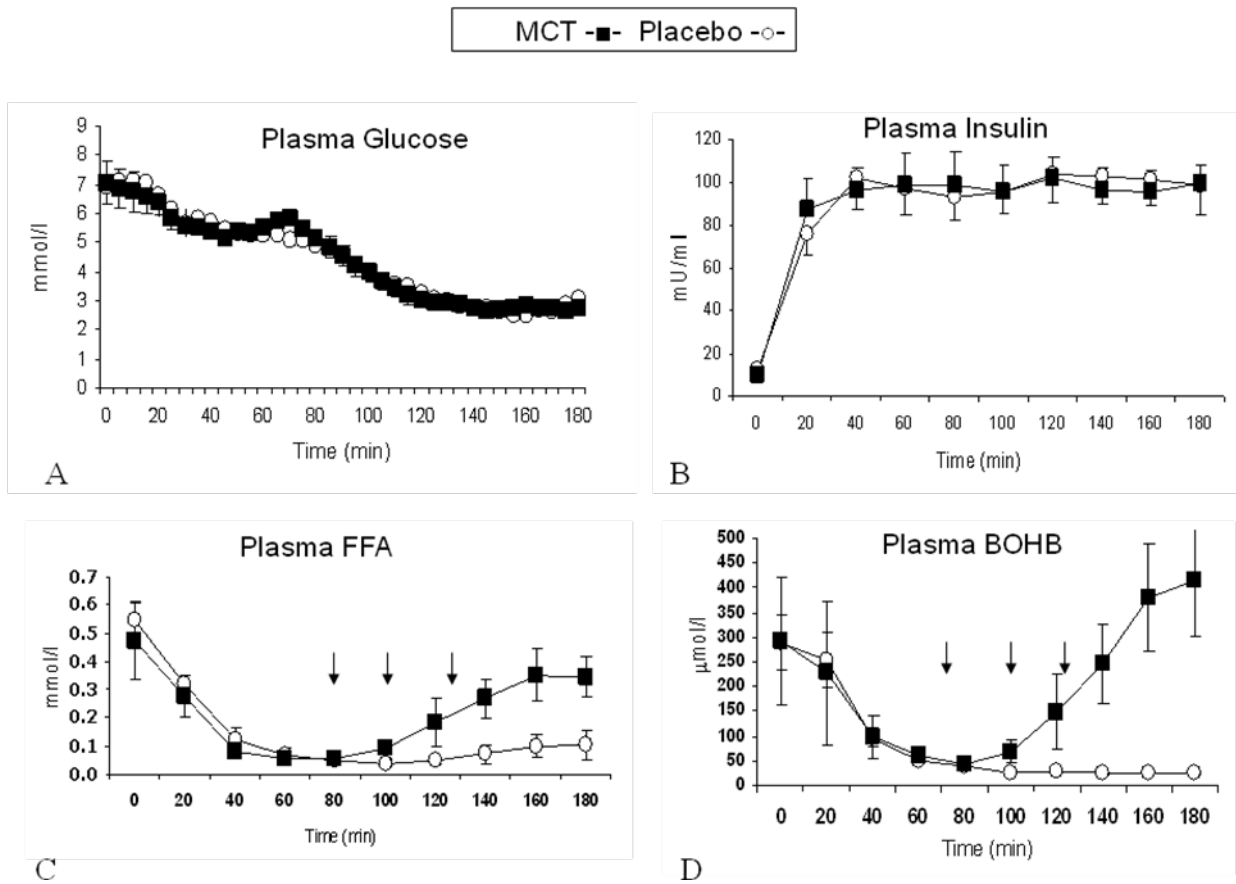 MCT -■- Placebo -○-
Plasma Glucose
9
8
7
6
5
4
3
2
1
0
mmol/l
0 20 40 60 80 100 120 140 160 180
Time (min)
A
Plasma Insulin
120
100
80
60
40
20
0
mU/ml
0 20 40 60 80 100 120 140 160 180
Time (min)
B
Plasma FFA
0.7
0.6
0.5
0.4
0.3
0.2
0.1
0.0
mmol/l
0 20 40 60 80 100 120 140 160 180
Time (min)
C
Plasma BOHB
500
450
400
350
300
250
200
150
100
50
0
μmol/l
0 20 40 60 80 100 120 140 160 180
Time (min)
D